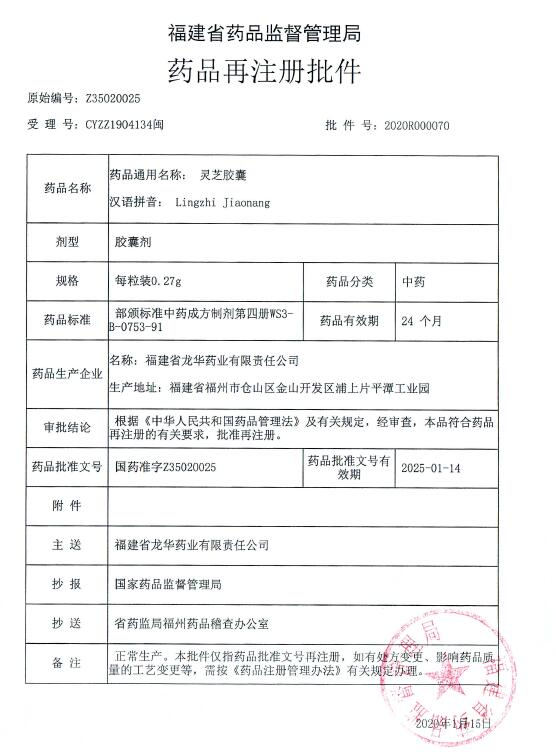 福建省药品监督管理局
药品再注册批件
原始编号：Z35020025
受 理 号：CYZZ1904134闽 批 件 号：2020R000070
药品名称
药品通用名称： 灵芝胶囊
汉语拼音： Lingzhi Jiaonang
剂型 胶囊剂
规格 每粒装0.27g 药品分类 中药
药品标准
部颁标准中药成方制剂第四册WS3-
B-0753-91
药品有效期 24 个月
药品生产企业
名称：福建省龙华药业有限责任公司
生产地址：福建省福州市仓山区金山开发区浦上片平潭工业园
审批结论
根据《中华人民共和国药品管理法》及有关规定，经审查，本品符合药品
再注册的有关要求，批准再注册。
药品批准文号 国药准字Z35020025
药品批准文号有
效期
2025-01-14
附 件
主 送 福建省龙华药业有限责任公司
抄 报 国家药品监督管理局
抄 送 省药监局福州药品稽查办公室
备 注
正常生产。本批件仅指药品批准文号再注册，如有处方变更、影响药品质
量的工艺变更等，需按《药品注册管理办法》有关规定办理。
2020年1月15日